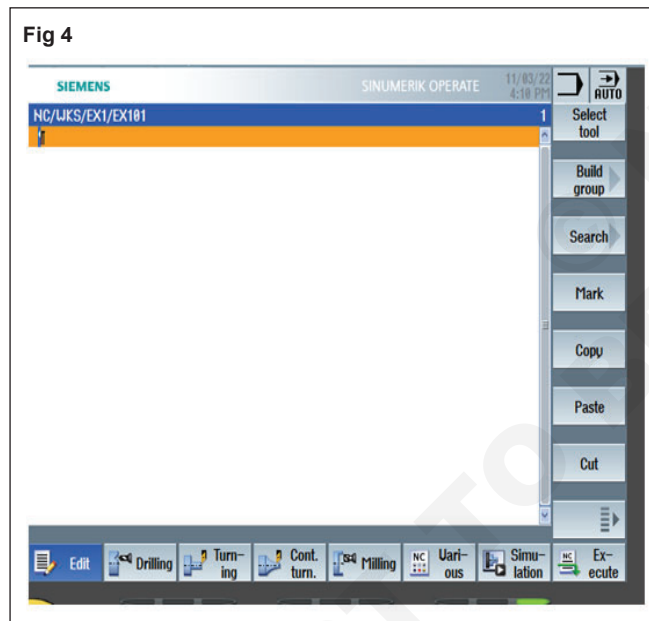 Fig 4
SIEMENS
SINUMERIK OPERATE
11/03/22
4:10 PM
AUTO
NC/WKS/EX1/EX101
1
Select
tool
Build
group
Search
Mark
Copy
Paste
Cut
Edit
Drilling
Turn-
ing
Cont.
turn.
Milling
NC
Vari-
ous
Simu-
lation
NC
Ex-
ecute